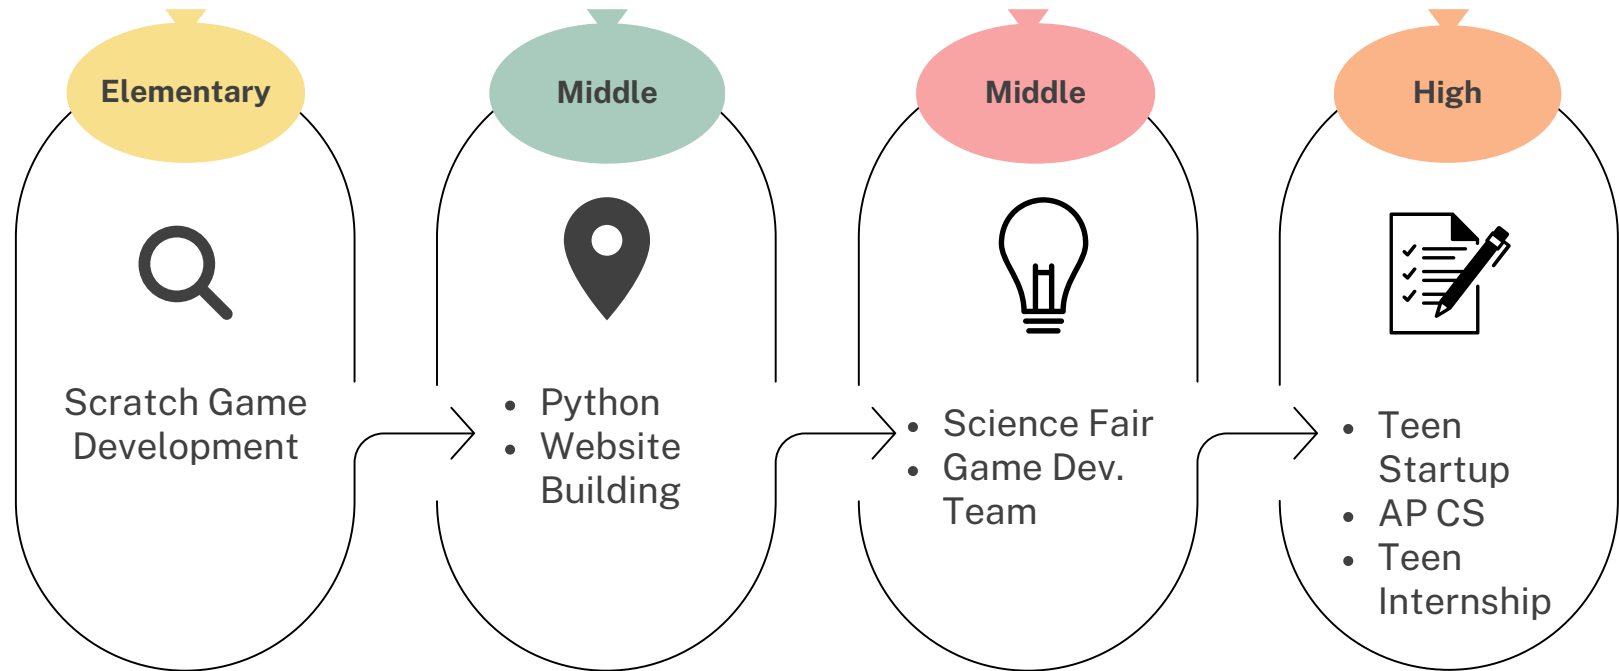 Elementary
Middle
Middle
High
Scratch Game
Development
• Python
• Website
Building
• Science Fair
• Game Dev.
Team
• Teen
Startup
• AP CS
• Teen
Internship